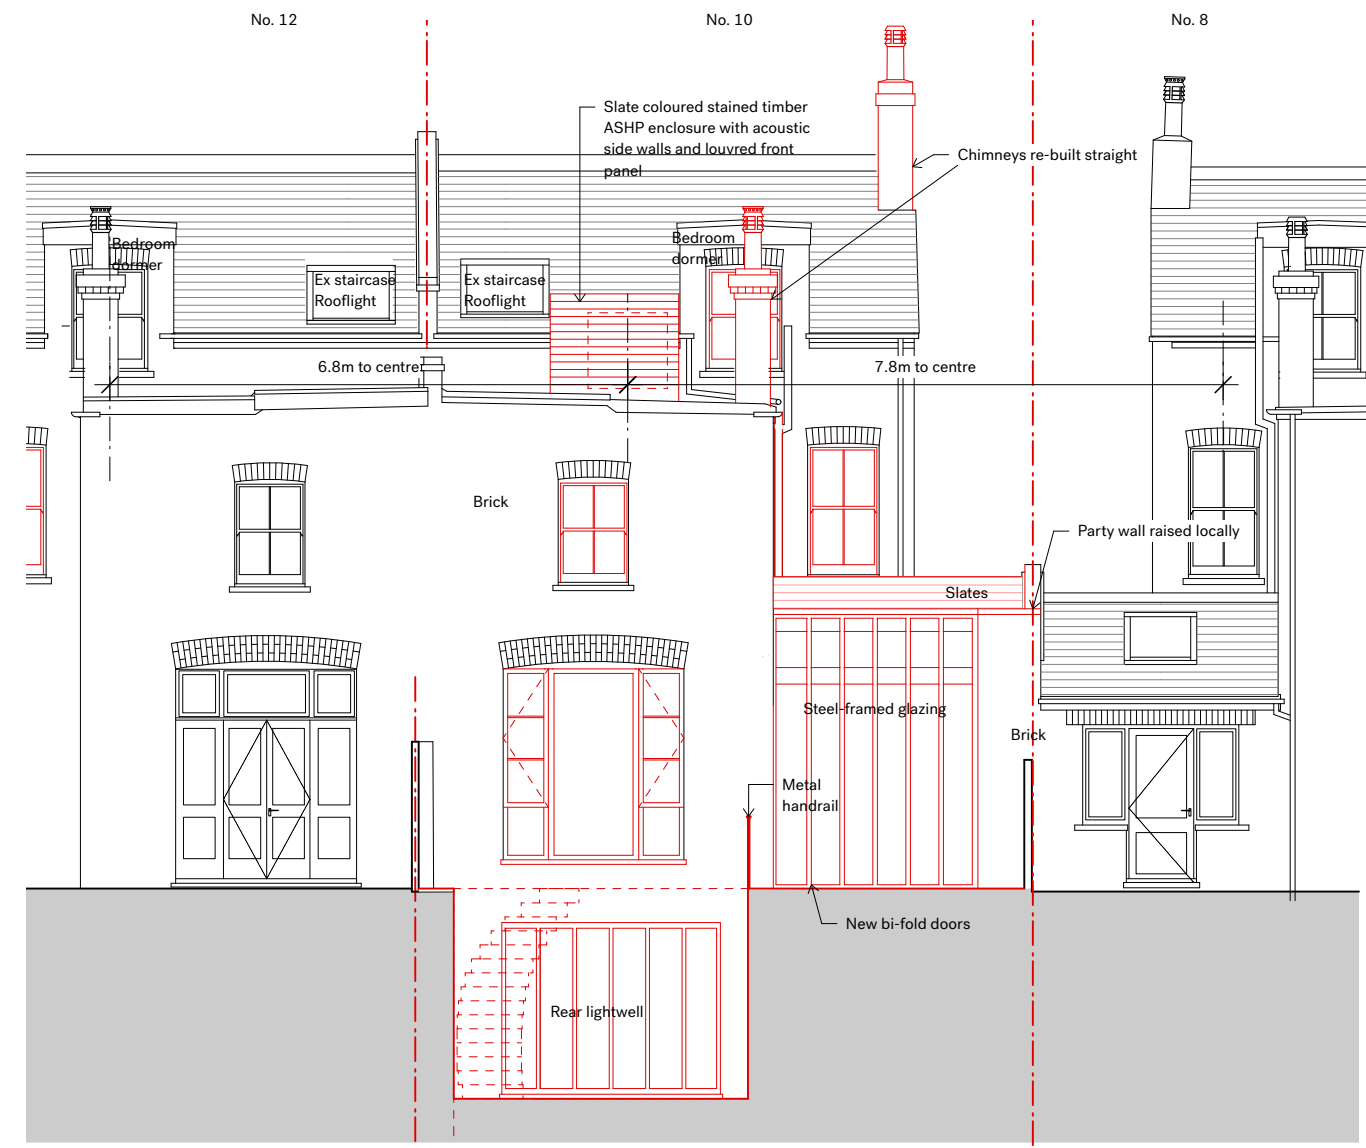 No. 12
No. 10
No. 8
Slate coloured stained timber
ASHP enclosure with acoustic
side walls and louvred front
panel
Chimneys re-built straight
Bedroom
dormer
Bedroom
dormer
Ex staircase
Rooflight
Ex staircase
Rooflight
6.8m to centre
7.8m to centre
Brick
Party wall raised locally
Slates
Steel-framed glazing
Brick
Metal
handrail
New bi-fold doors
Rear lightwell